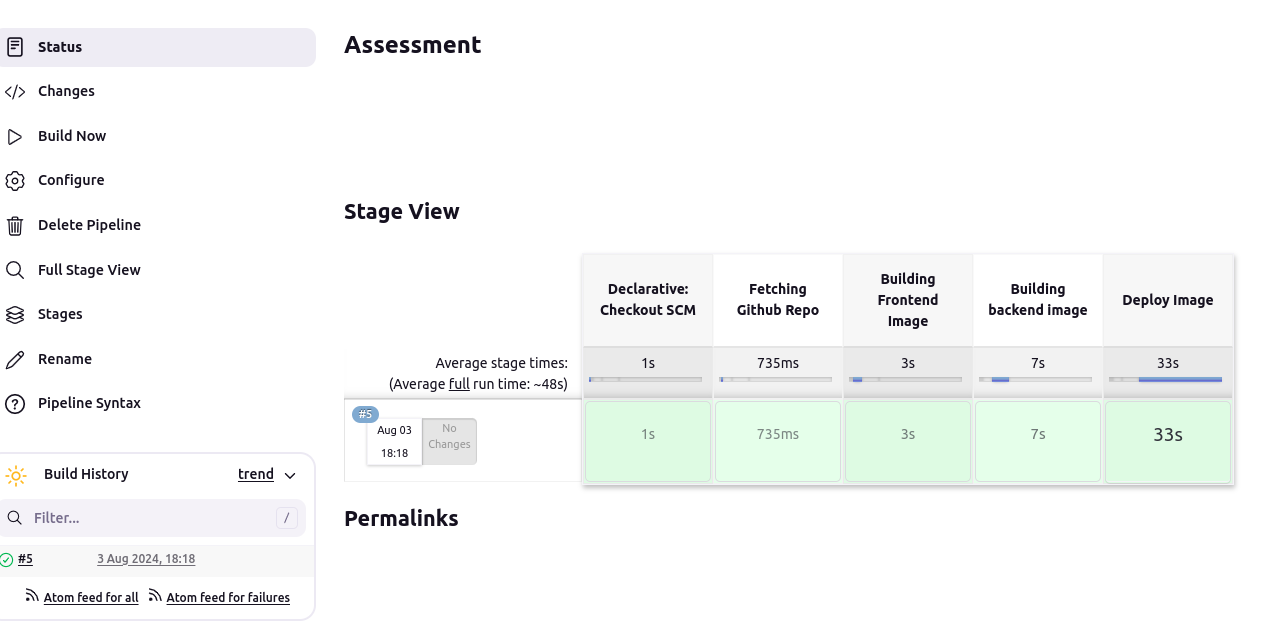 Status
Changes
Build Now
Configure
Delete Pipeline
Full Stage View
Stages
Rename
Pipeline Syntax
Build History
trend
Filter...
/
#5
3 Aug 2024, 18:18
Atom feed for all
Atom feed for failures
Assessment
Stage View
Declarative:
Checkout SCM
Fetching
Github Repo
Building
Frontend
Image
Building
backend image
Deploy Image
Average stage times:
(Average full run time: ~48s)
1s
735ms
3s
7s
33s
#5
Aug 03
18:18
No
Changes
1s
735ms
3s
7s
33s
Permalinks